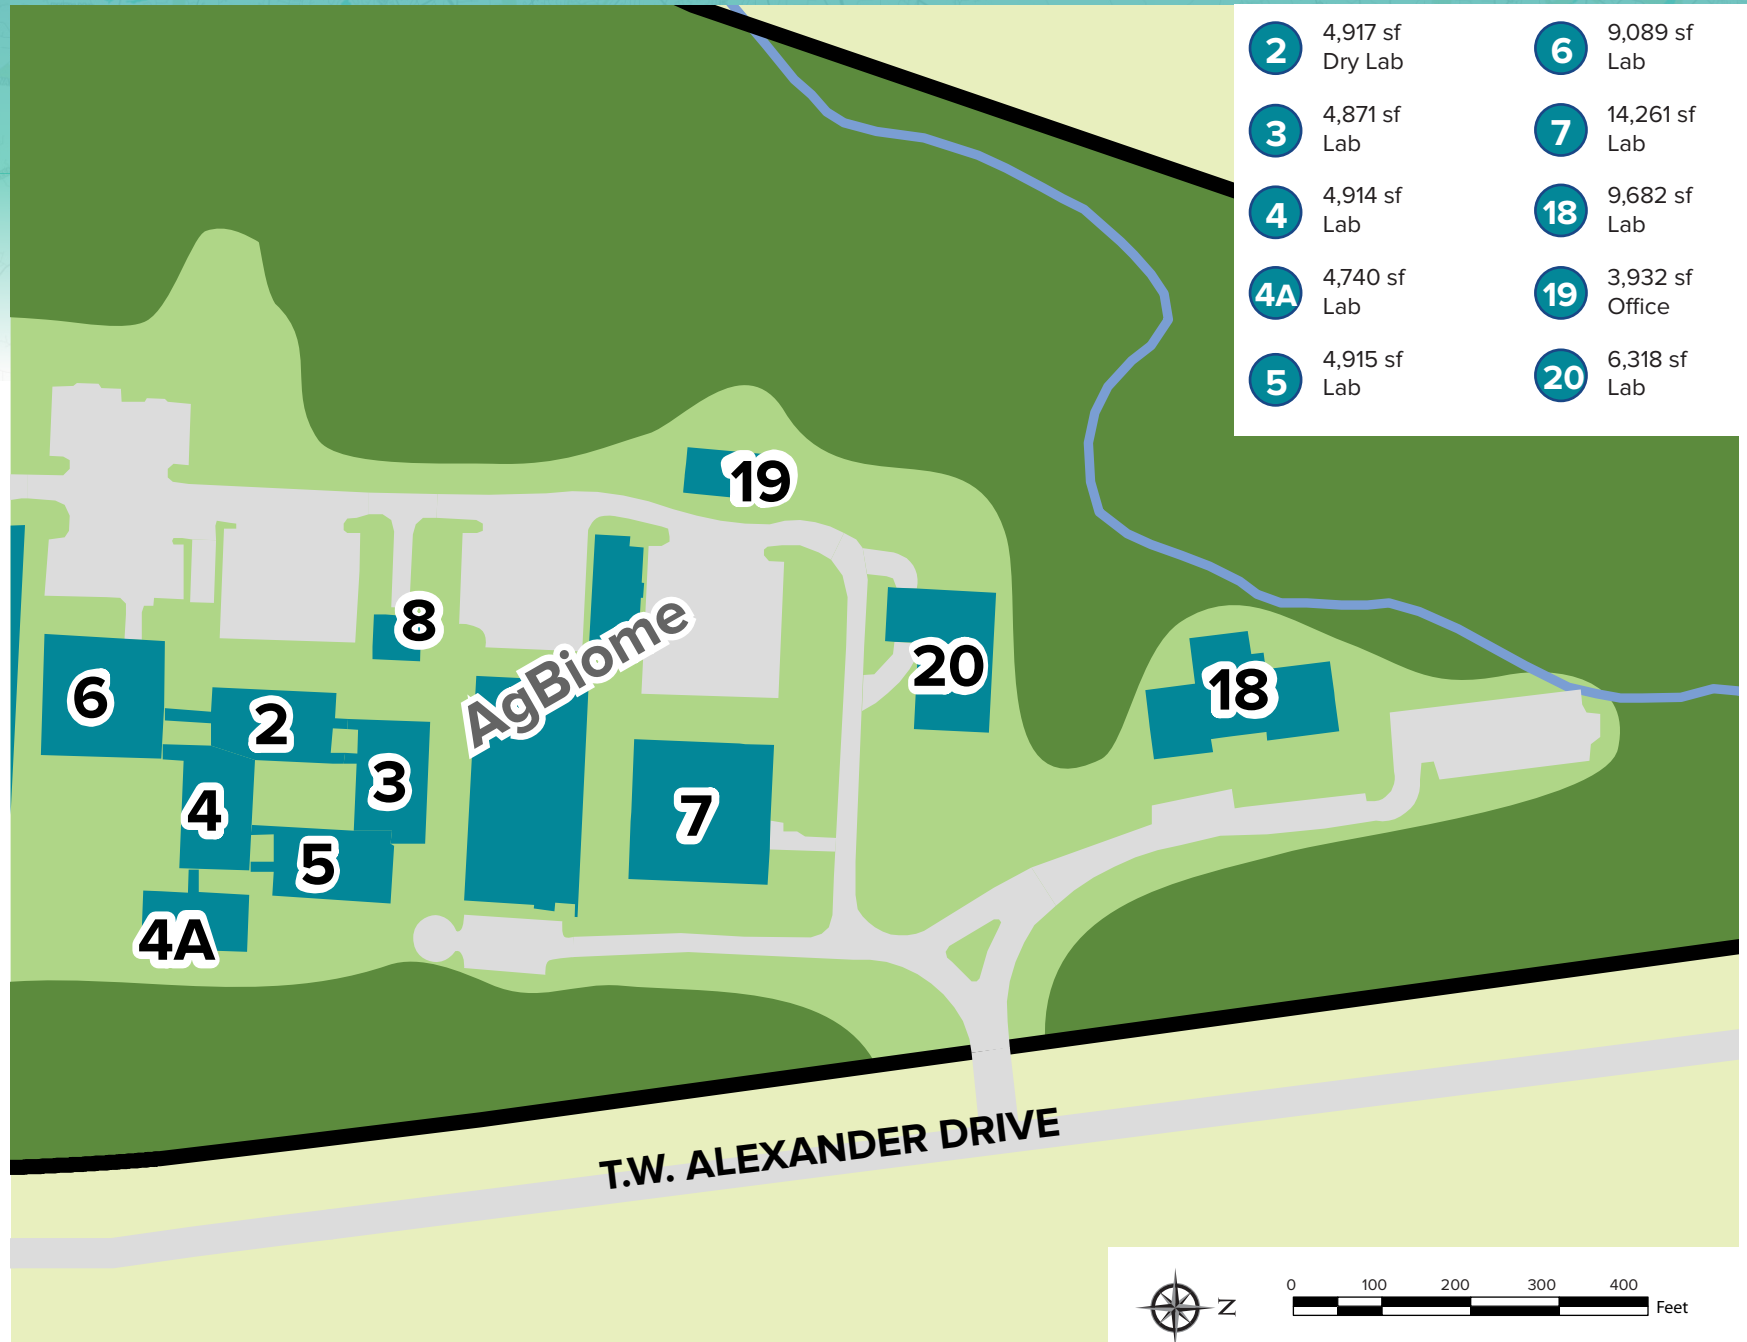 2
4,917 sf
Dry Lab
3
4,871 sf
Lab
4
4,914 sf
Lab
4A
4,740 sf
Lab
5
4,915 sf
Lab
6
9,089 sf
Lab
7
14,261 sf
Lab
18
9,682 sf
Lab
19
3,932 sf
Office
20
6,318 sf
Lab
19
8
AgBiome
20
6
2
18
3
4
7
5
4A
T.W. ALEXANDER DRIVE
N
0 100 200 300 400
Feet